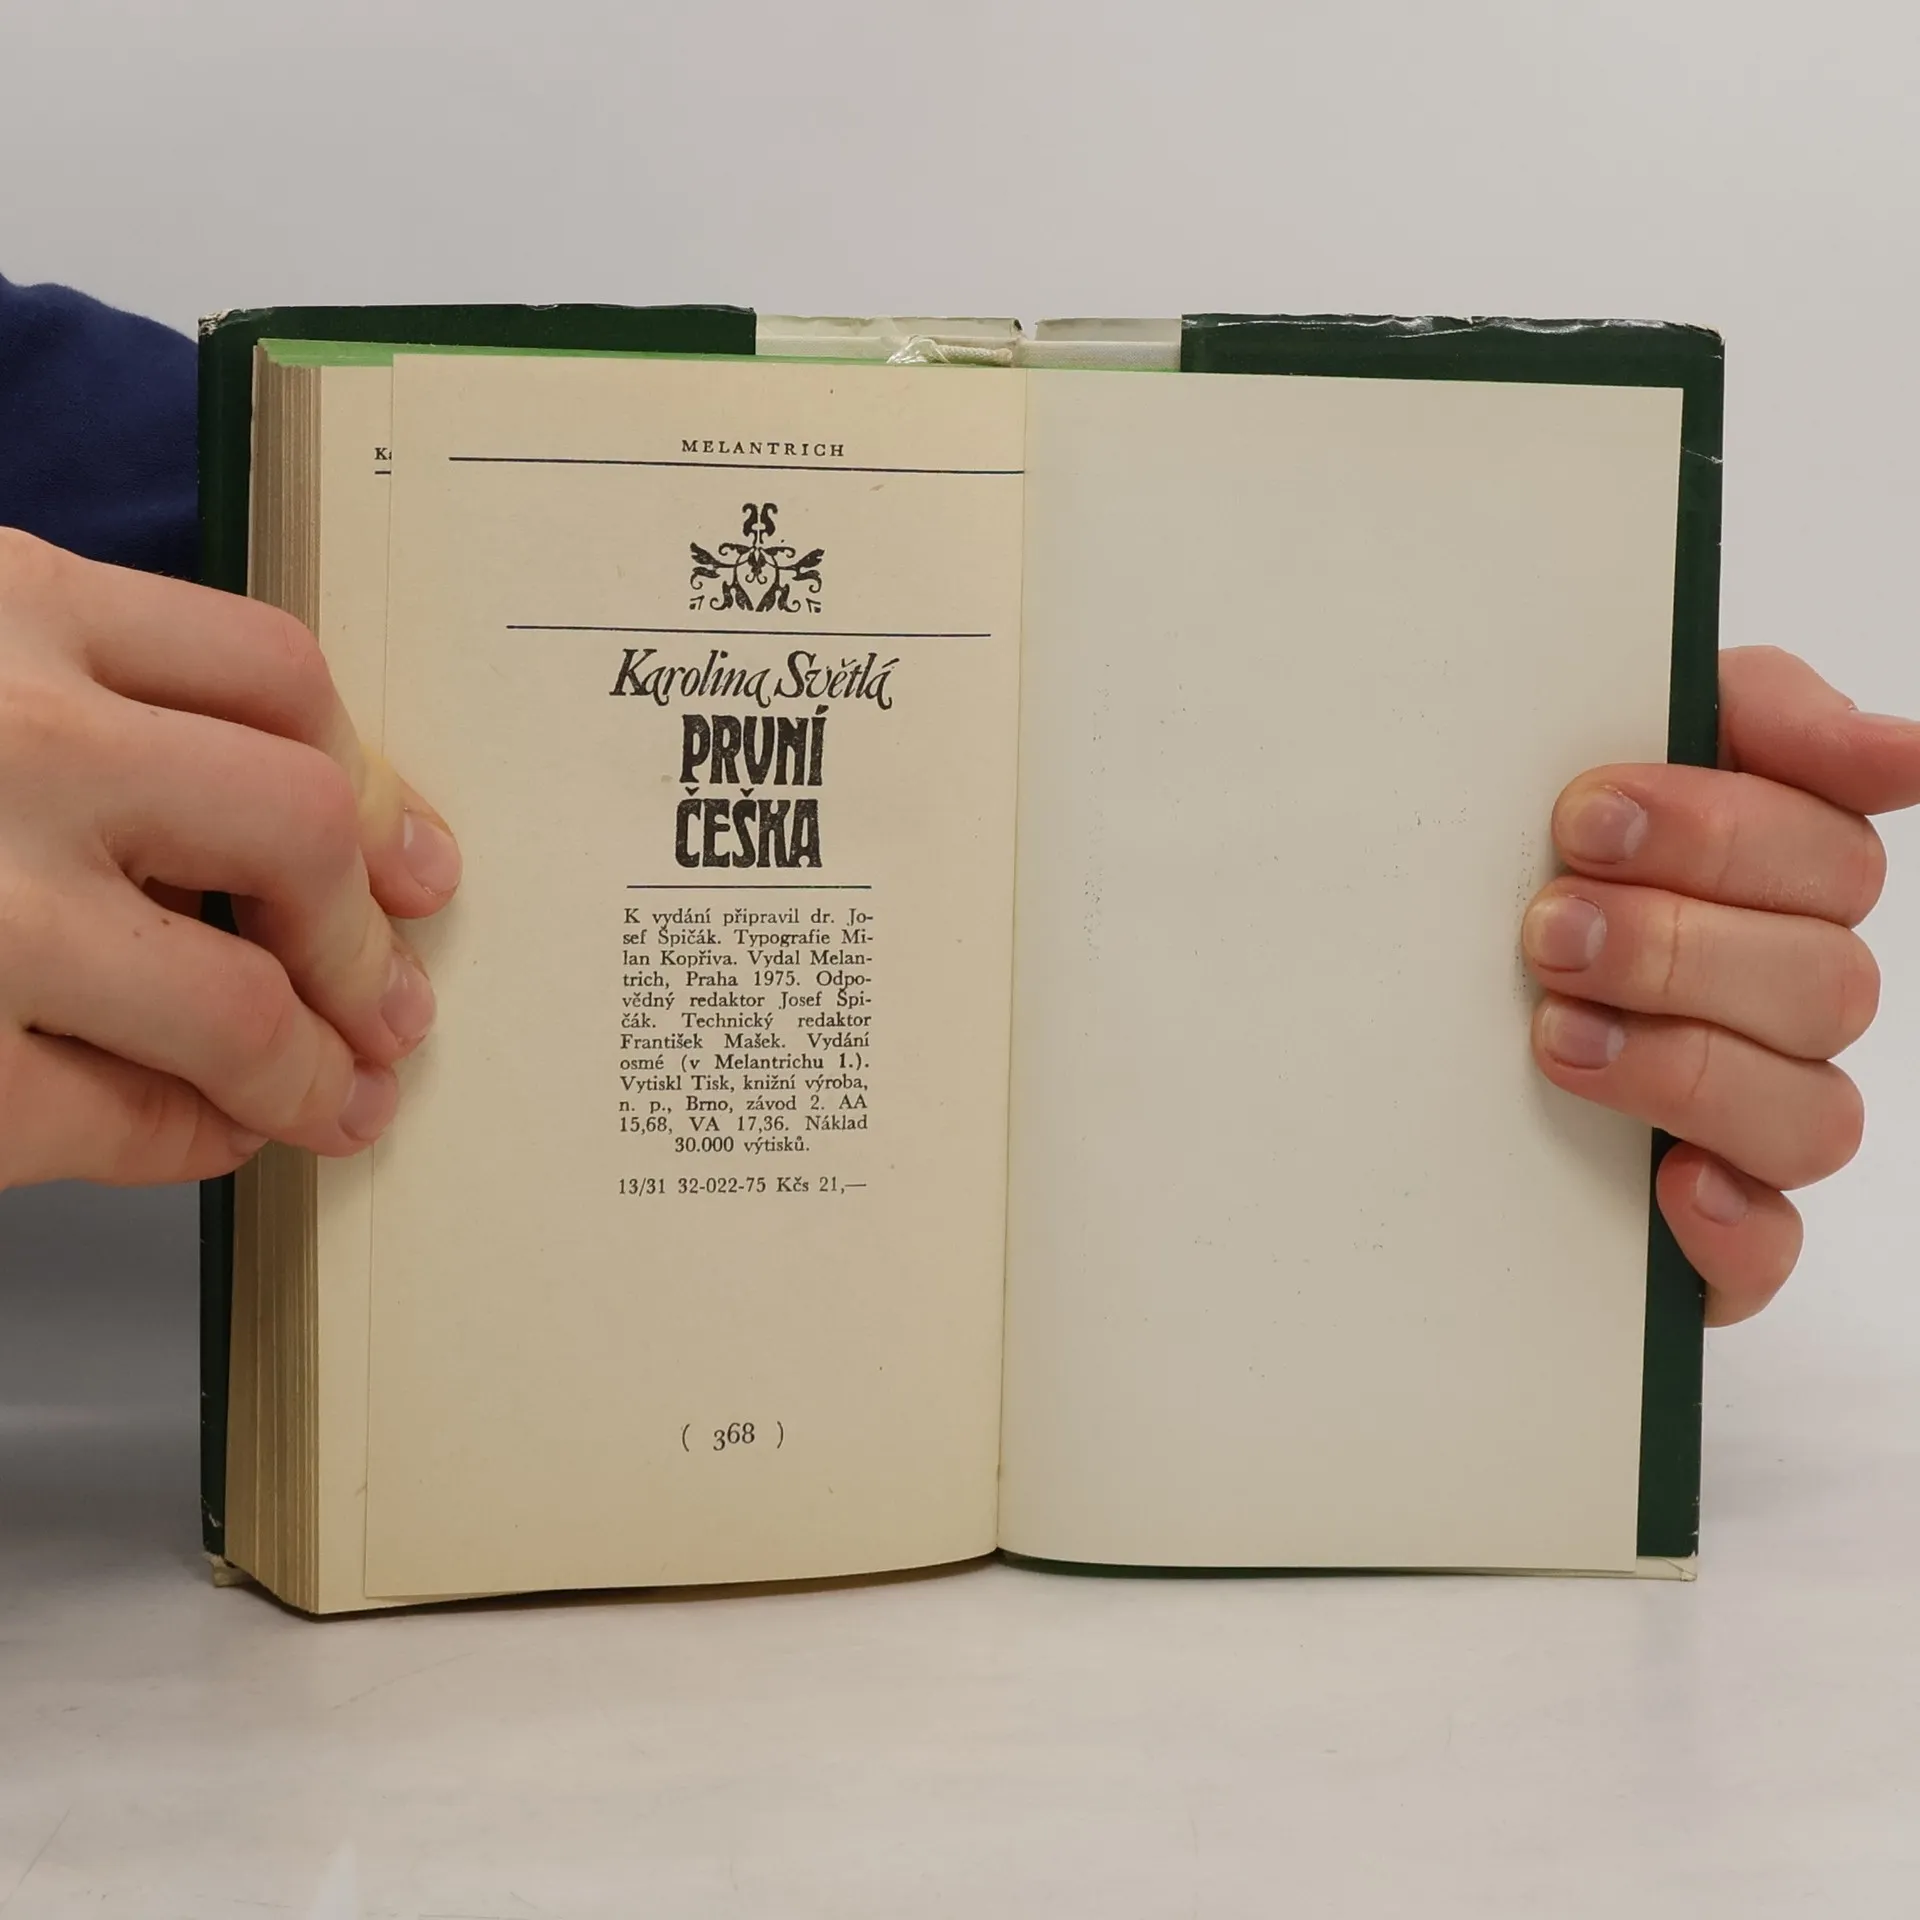 MELANTRICH
Karolina Světlá
PRVNÍ
ČEŠKA
K vydání připravil dr. Jo-
sef Špičák. Typografie Mi-
lan Kopřiva. Vydal Melan-
trich, Praha 1975. Odpo-
vědný redaktor Josef Špi-
čák. Technický redaktor
František Mašek. Vydání
osmé (v Melantrichu 1.).
Vytiskl Tisk, knižní výroba,
n. p., Brno, závod 2. AA
15,68, VA 17,36. Náklad
30.000 výtisků.
13/31 32-022-75 Kčs 21,—
( 368 )